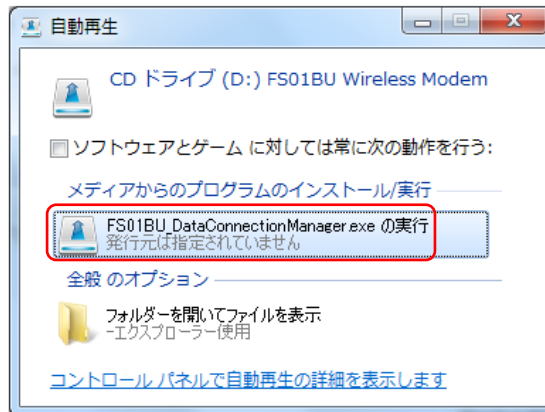 自動再生
CD ドライブ (D:) FS01BU Wireless Modem
ソフトウェアとゲーム に対しては常に次の動作を行う:
メディアからのプログラムのインストール/実行
FS01BU_DataConnectionManager.exe の実行
発行元は指定されていません
全般 のオプション
フォルダーを開いてファイルを表示
-エクスプローラー使用
コントロール パネルで自動再生の詳細を表示します